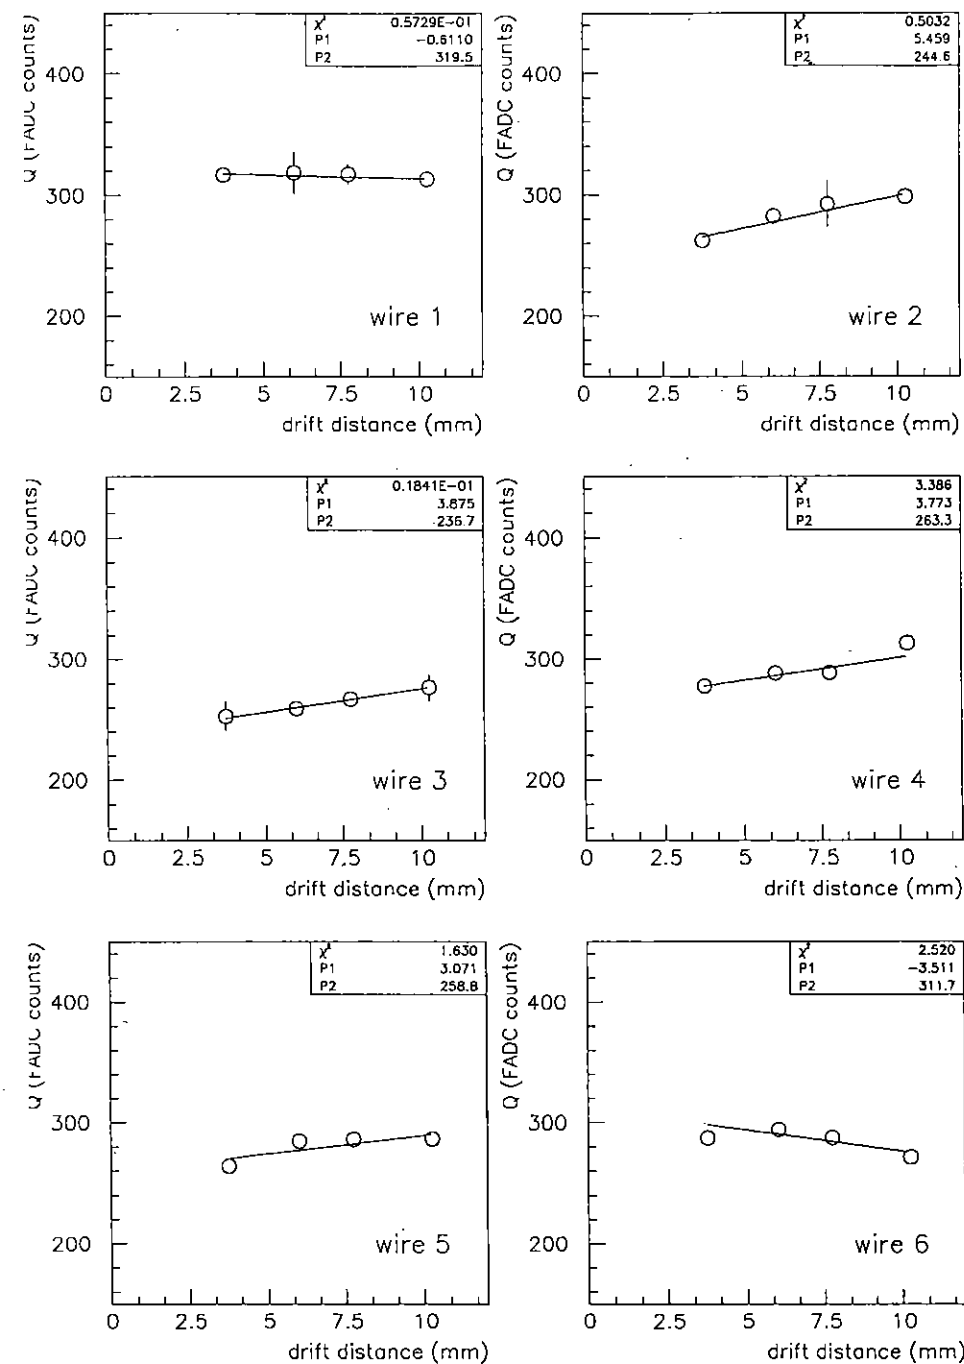 χ² 0.5729E-01
P1 -0.6110
P2 319.5
Q (FADC counts)
400
300
200
wire 1
0 2.5 5 7.5 10
drift distance (mm)
χ² 0.5032
P1 5.459
P2 244.6
Q (FADC counts)
400
300
200
wire 2
0 2.5 5 7.5 10
drift distance (mm)
χ² 0.1841E-01
P1 3.875
P2 236.7
Q (FADC counts)
400
300
200
wire 3
0 2.5 5 7.5 10
drift distance (mm)
χ² 3.386
P1 3.773
P2 263.3
Q (FADC counts)
400
300
200
wire 4
0 2.5 5 7.5 10
drift distance (mm)
χ² 1.630
P1 3.071
P2 258.8
Q (FADC counts)
400
300
200
wire 5
0 2.5 5 7.5 10
drift distance (mm)
χ² 2.520
P1 -3.511
P2 311.7
Q (FADC counts)
400
300
200
wire 6
0 2.5 5 7.5 10
drift distance (mm)